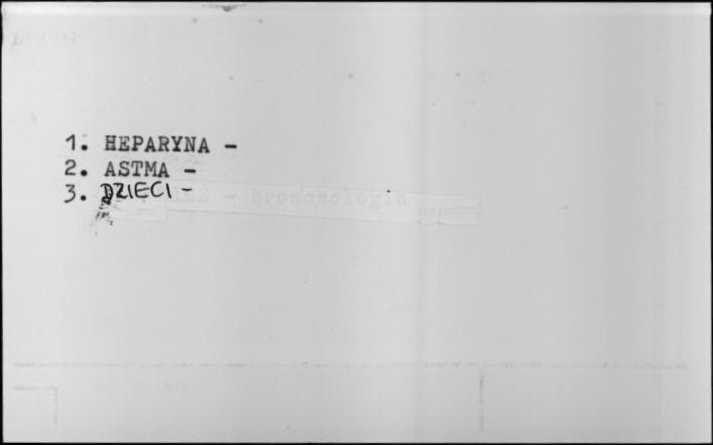 1. HEPARYNA -
2. ASTMA -
3. DZIECI -